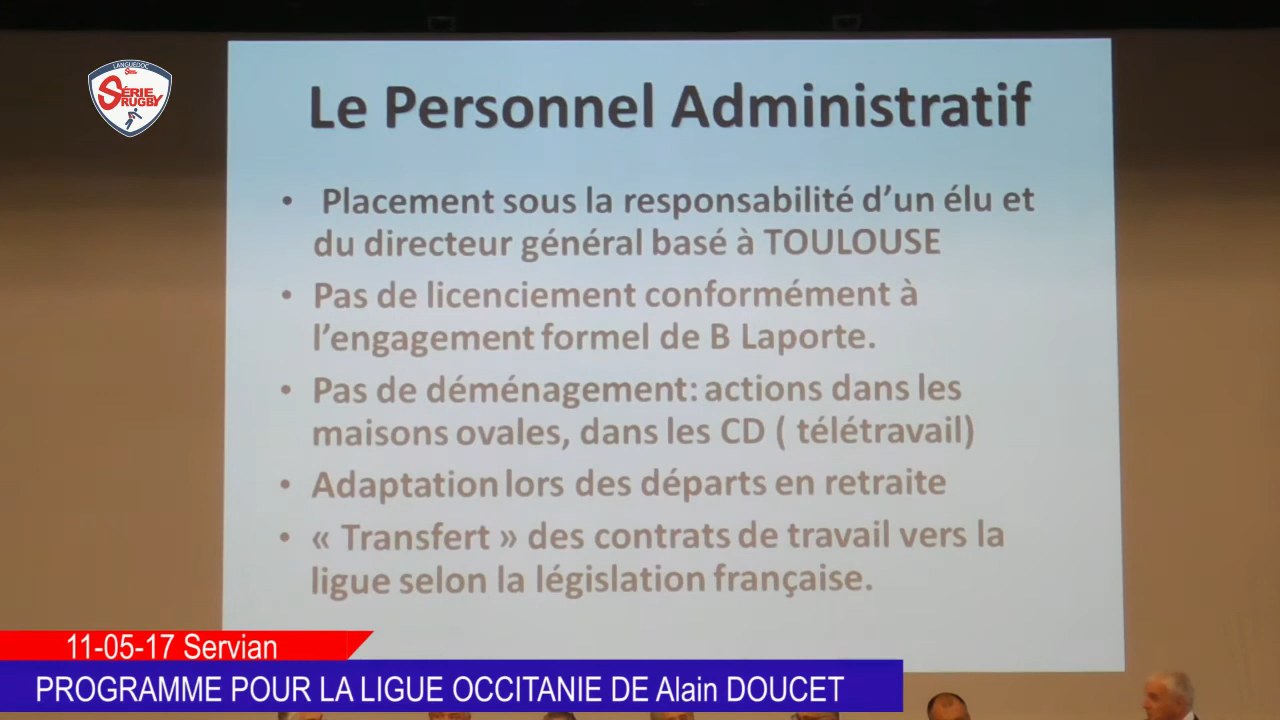 LANGUEDOC
SÉRIE
RUGBY
Le Personnel Administratif
• Placement sous la responsabilité d’un élu et
du directeur général basé à TOULOUSE
• Pas de licenciement conformément à
l’engagement formel de B Laporte.
• Pas de déménagement: actions dans les
maisons ovales, dans les CD ( télétravail)
• Adaptation lors des départs en retraite
• « Transfert » des contrats de travail vers la
ligue selon la législation française.
11-05-17 Servian
PROGRAMME POUR LA LIGUE OCCITANIE DE Alain DOUCET